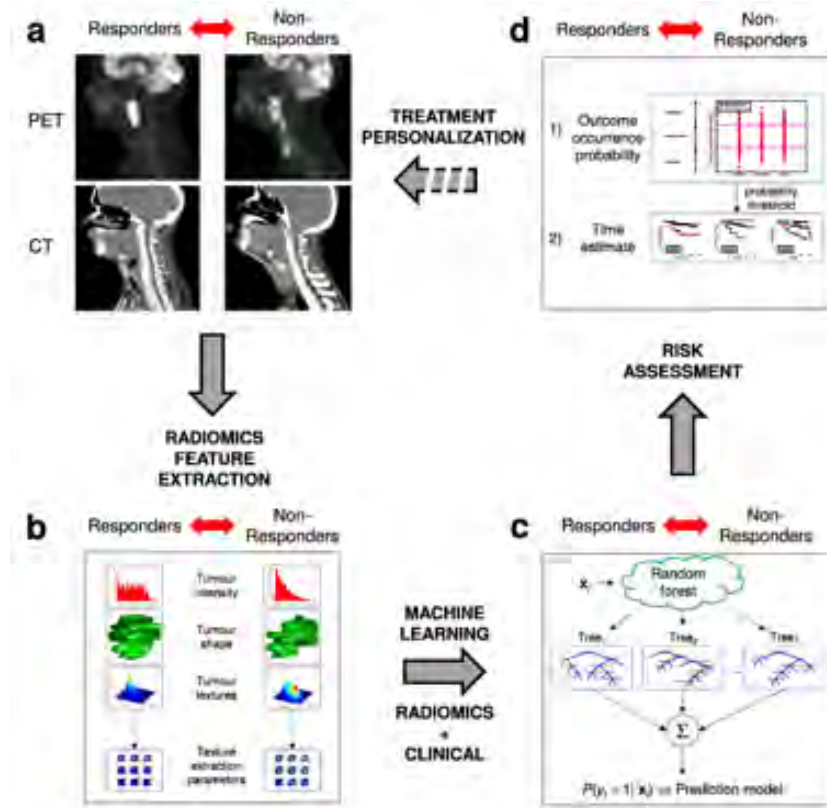 a
Responders
Non-
Responders
PET
CT
TREATMENT
PERSONALIZATION
d
Responders
Non-
Responders
1)
Outcome
occurrence
probability
probability
threshold
2)
Time
estimate
RADIOMICS
FEATURE
EXTRACTION
RISK
ASSESSMENT
b
Responders
Non-
Responders
Tumour
intensity
Tumour
shape
Tumour
textures
Texture
extraction
parameters
MACHINE
LEARNING
RADIOMICS
+
CLINICAL
c
Responders
Non-
Responders
Random
forest
Tree
Tree
Tree
Σ
Prediction model